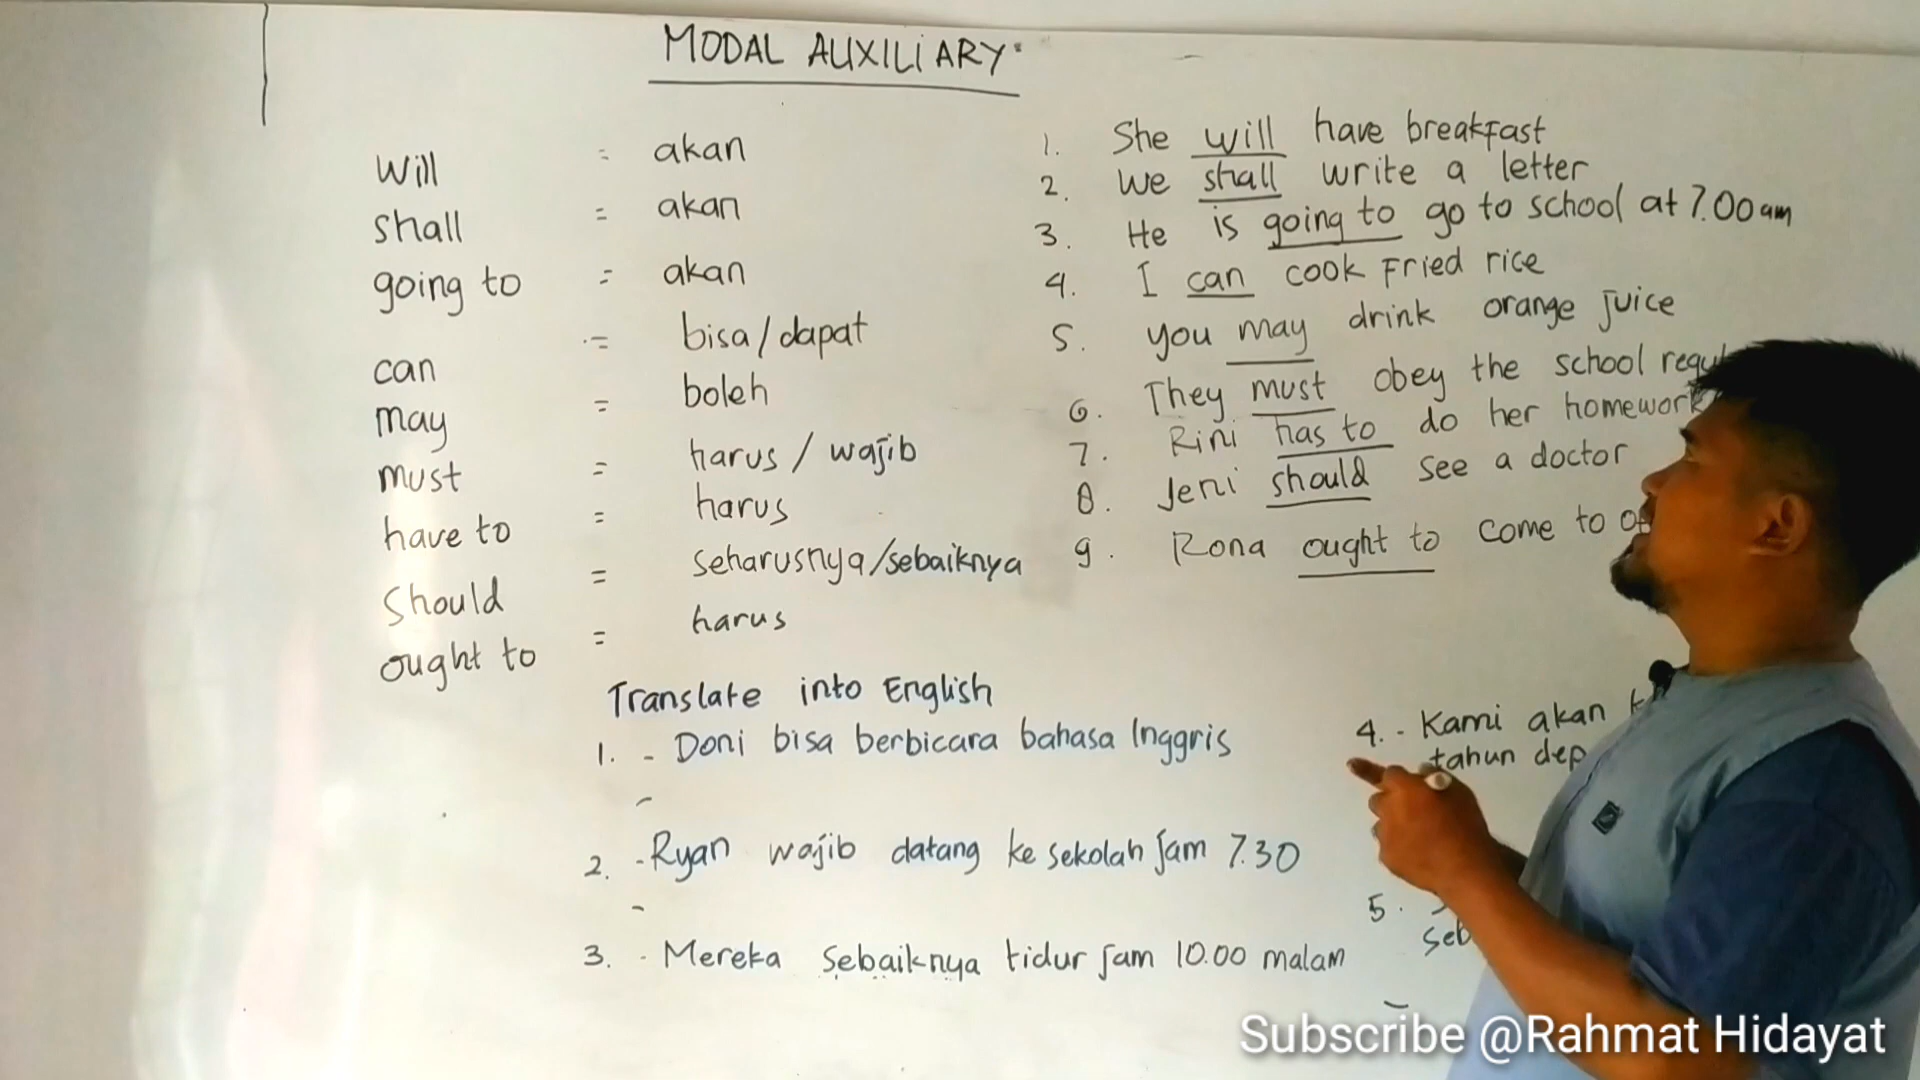 MODAL AUXILIARY
Will = akan
shall = akan
going to = akan
can = bisa/dapat
may = boleh
must = harus / wajib
have to = harus
Should = seharusnya/sebaiknya
ought to = harus
1. She will have breakfast
2. We shall write a letter
3. He is going to go to school at 7.00 am
4. I can cook Fried rice
5. you may drink orange juice
6. They must obey the school
7. Rini has to do her homework
8. Jeni should see a doctor
9. Rona ought to come to
Translate into English
1. - Doni bisa berbicara bahasa Inggris
-
2. - Ryan wajib datang ke sekolah jam 7.30
-
3. - Mereka sebaiknya tidur jam 10.00 malam
4. - Kami akan
tahun
5.
Subscribe @Rahmat Hidayat